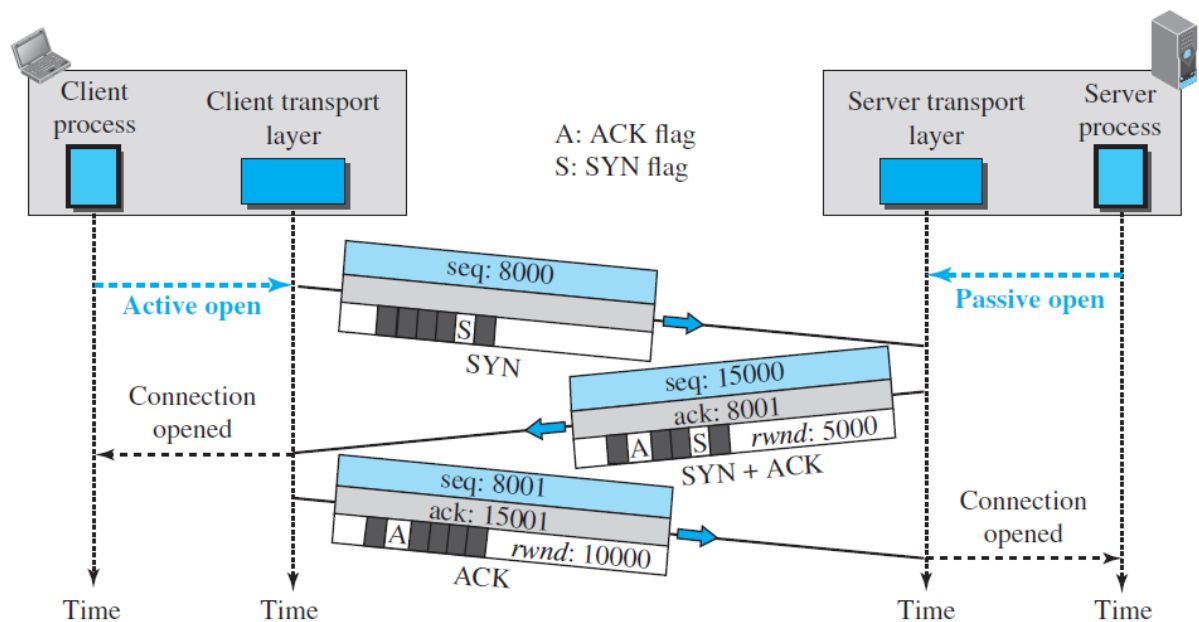 Client
process
Client transport
layer
A: ACK flag
S: SYN flag
Server transport
layer
Server
process
Active open
seq: 8000
S
SYN
Passive open
seq: 15000
ack: 8001
A S rwnd: 5000
SYN + ACK
Connection
opened
seq: 8001
ack: 15001
A rwnd: 10000
ACK
Connection
opened
Time
Time
Time
Time